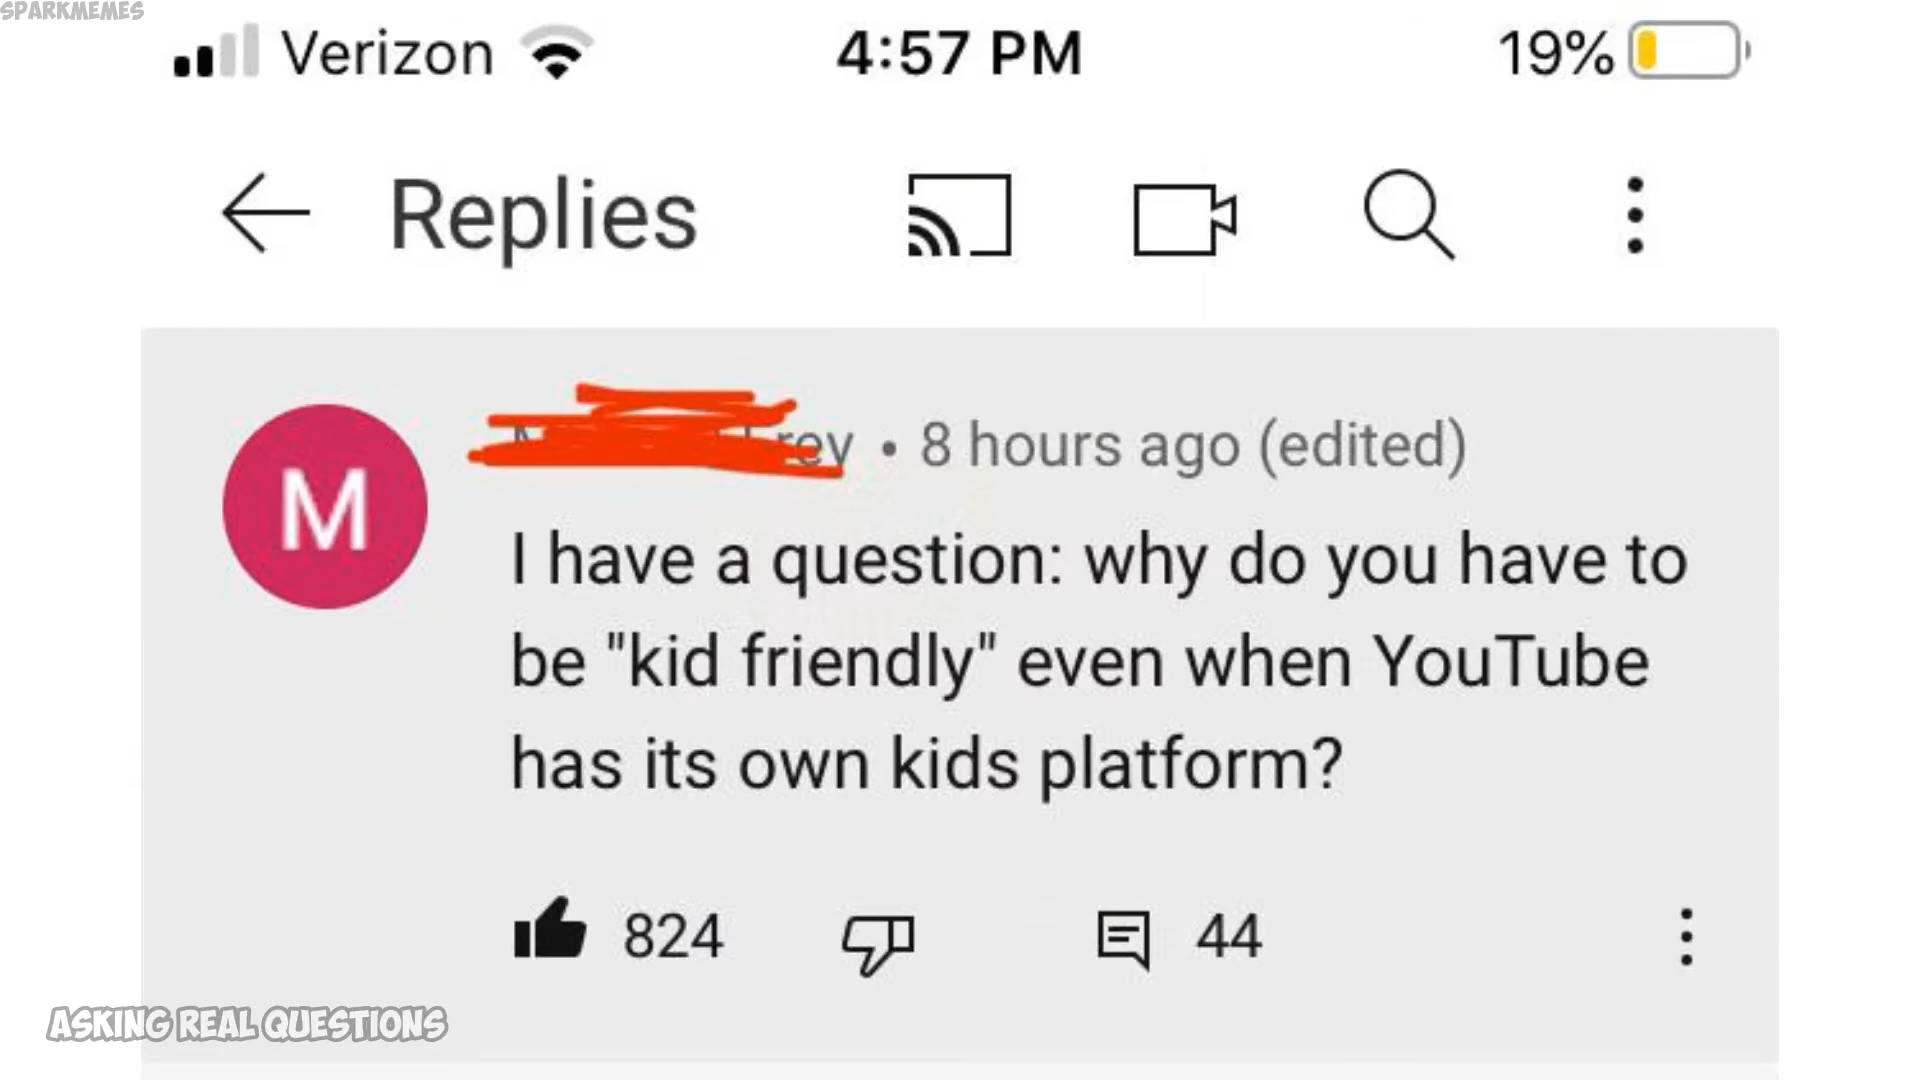 SPARKMEMES
Verizon 4:57 PM 19%
Replies
M
8 hours ago (edited)
I have a question: why do you have to
be "kid friendly" even when YouTube
has its own kids platform?
824 44
ASKING REAL QUESTIONS